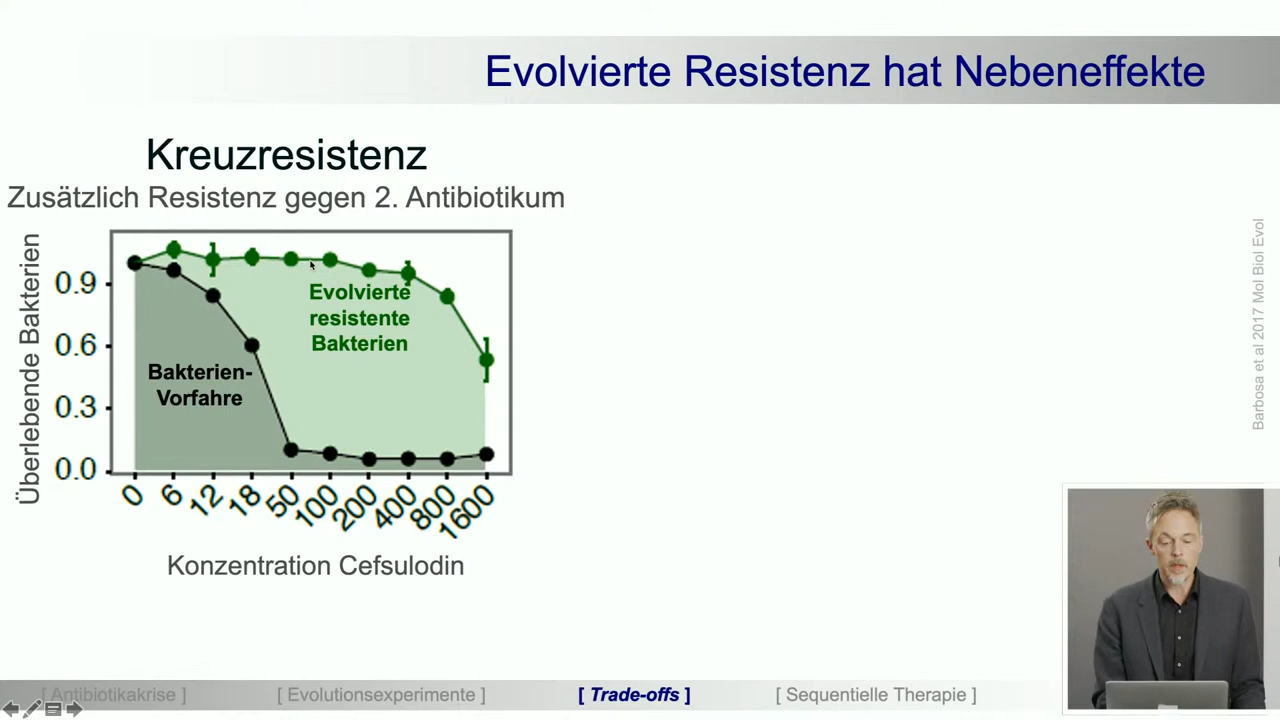 Evolvierte Resistenz hat Nebeneffekte
Kreuzresistenz
Zusätzlich Resistenz gegen 2. Antibiotikum
Überlebende Bakterien
0.9
0.6
0.3
0.0
Evolvierte
resistente
Bakterien
Bakterien-
Vorfahre
0 6 12 18 50 100 200 400 800 1600
Konzentration Cefsulodin
Barbosa et al 2017 Mol Biol Evol
[ Antibiotikakrise ] [ Evolutionsexperimente ] [ Trade-offs ] [ Sequentielle Therapie ]